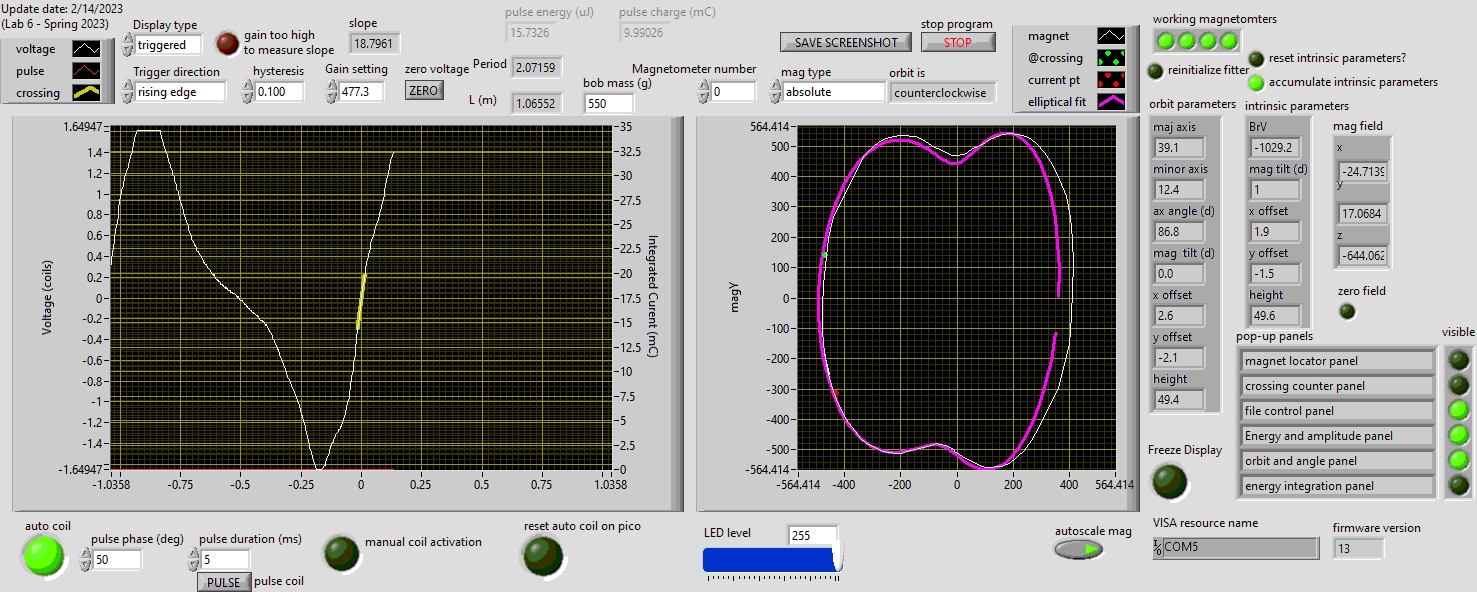 Update date: 2/14/2023
(Lab 6 - Spring 2023)
voltage
pulse
crossing
Display type
triggered
gain too high
to measure slope
slope
18.7961
Trigger direction
rising edge
hysteresis
0.100
Gain setting
477.3
zero voltage
ZERO
pulse energy (uJ)
15.7326
pulse charge (mC)
9.99026
Period
2.07159
L (m)
1.06552
bob mass (g)
550
Magnetometer number
0
SAVE SCREENSHOT
stop program
STOP
mag type
absolute
orbit is
counterclockwise
magnet
@crossing
current pt
elliptical fit
working magnetomters
reinitialize fitter
reset intrinsic parameters?
accumulate intrinsic parameters
Voltage (coils)
1.64947
1.4
1.2
1
0.8
0.6
0.4
0.2
0
-0.2
-0.4
-0.6
-0.8
-1
-1.2
-1.4
-1.64947
-1.0358
-0.75
-0.5
-0.25
0
0.25
0.5
0.75
1.0358
35
32.5
30
27.5
25
22.5
20
17.5
15
12.5
10
7.5
5
2.5
0
Integrated Current (mC)
magY
564.414
500
400
300
200
100
0
-100
-200
-300
-400
-500
-564.414
-564.414
-400
-200
0
200
400
564.414
orbit parameters
maj axis
39.1
minor axis
12.4
ax angle (d)
86.8
mag tilt (d)
0.0
x offset
2.6
y offset
-2.1
height
49.4
intrinsic parameters
BrV
-1029.2
mag tilt (d)
1
x offset
1.9
y offset
-1.5
height
49.6
mag field
x
-24.7139
y
17.0684
z
-644.062
zero field
pop-up panels
visible
magnet locator panel
crossing counter panel
file control panel
Energy and amplitude panel
orbit and angle panel
energy integration panel
Freeze Display
auto coil
pulse phase (deg)
50
pulse duration (ms)
5
PULSE
pulse coil
manual coil activation
reset auto coil on pico
LED level
255
autoscale mag
VISA resource name
COM5
firmware version
13